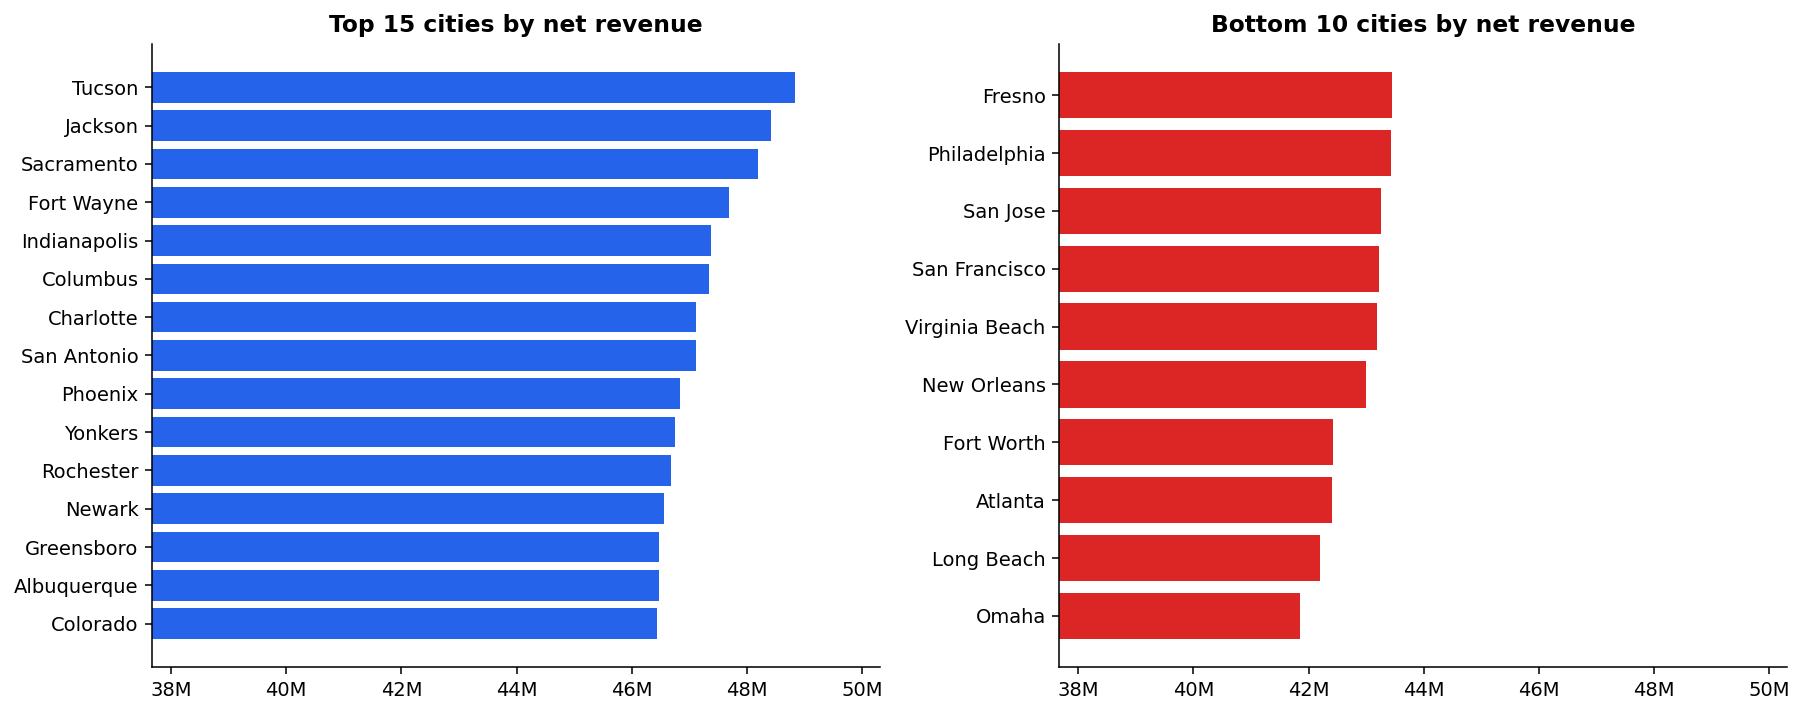 Top 15 cities by net revenue
Tucson
Jackson
Sacramento
Fort Wayne
Indianapolis
Columbus
Charlotte
San Antonio
Phoenix
Yonkers
Rochester
Newark
Greensboro
Albuquerque
Colorado
38M 40M 42M 44M 46M 48M 50M
Bottom 10 cities by net revenue
Fresno
Philadelphia
San Jose
San Francisco
Virginia Beach
New Orleans
Fort Worth
Atlanta
Long Beach
Omaha
38M 40M 42M 44M 46M 48M 50M